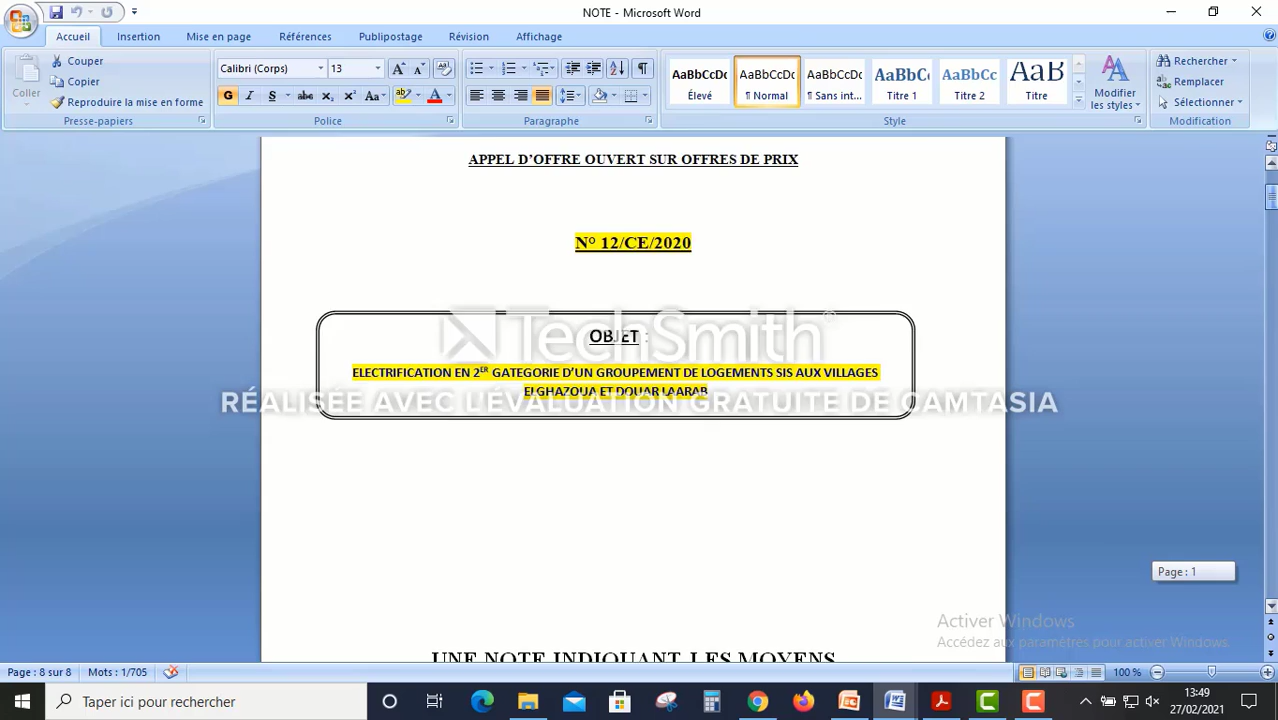 NOTE - Microsoft Word
Accueil Insertion Mise en page Références Publipostage Révision Affichage
Coller
Couper
Copier
Reproduire la mise en forme
Presse-papiers
Calibri (Corps) 13
G I S abc X₂ X² Aa
Police
Paragraphe
AaBbCcDc AaBbCcDc AaBbCcDc AaBbC AaBbCc AaB
Élevé ¶ Normal ¶ Sans int... Titre 1 Titre 2 Titre
Modifier les styles
Style
Rechercher
Remplacer
Sélectionner
Modification
APPEL D'OFFRE OUVERT SUR OFFRES DE PRIX
N° 12/CE/2020
TechSmith®
OBJET :
ELECTRIFICATION EN 2ER GATEGORIE D'UN GROUPEMENT DE LOGEMENTS SIS AUX VILLAGES
ElGHAZOUA ET DOUAR LAARAB
RÉALISÉE AVEC L'ÉVALUATION GRATUITE DE CAMTASIA
Page : 1
Activer Windows
Accédez aux paramètres pour activer Windows.
UNE NOTE INDIQUANT LES MOYENS
Page : 8 sur 8 Mots : 1/705 100 %
Taper ici pour rechercher
13:49
27/02/2021